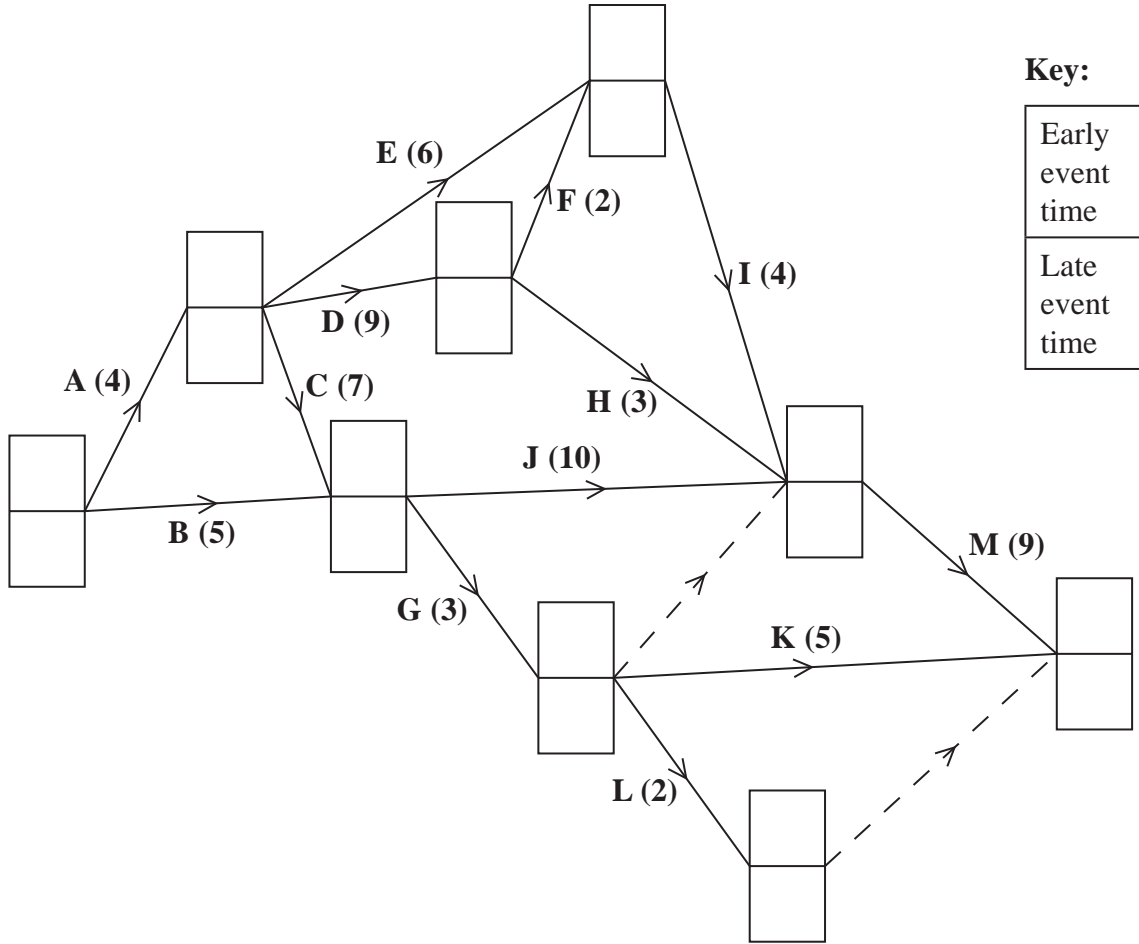 Key:
Early
event
time
Late
event
time
E (6)
F (2)
I (4)
D (9)
A (4)
C (7)
H (3)
J (10)
B (5)
M (9)
G (3)
K (5)
L (2)